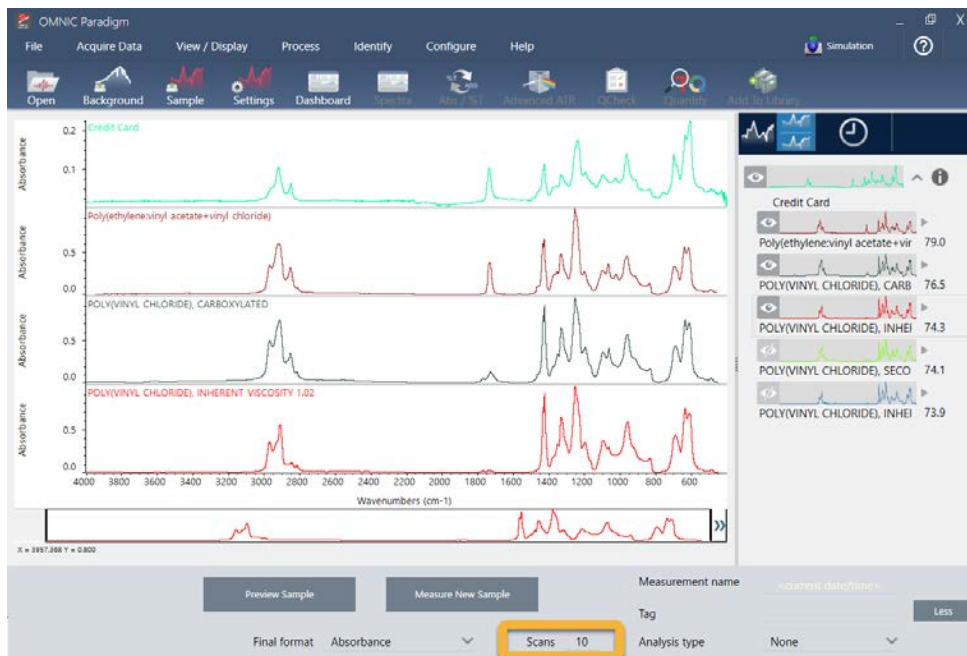 OMNIC Paradigm
File Acquire Data View / Display Process Identify Configure Help Simulation
Open Background Sample Settings Dashboard Spectra Abs / %T Advanced ATR QCheck Quantify Add To Library
Credit Card
Absorbance
0.2
0.1
Poly(ethylene:vinyl acetate+vinyl chloride)
Absorbance
0.5
0.0
POLY(VINYL CHLORIDE), CARBOXYLATED
Absorbance
0.5
0.0
POLY(VINYL CHLORIDE), INHERENT VISCOSITY 1.02
Absorbance
0.5
0.0
4000 3800 3600 3400 3200 3000 2800 2600 2400 2200 2000 1800 1600 1400 1200 1000 800 600
Wavenumbers (cm-1)
X = 3957.368 Y = 0.800
Credit Card
Poly(ethylene:vinyl acetate+vir 79.0
POLY(VINYL CHLORIDE), CARB 76.5
POLY(VINYL CHLORIDE), INHEI 74.3
POLY(VINYL CHLORIDE), SECO 74.1
POLY(VINYL CHLORIDE), INHEI 73.9
Preview Sample Measure New Sample
Measurement name <current date/time>
Tag
Less
Final format Absorbance Scans 10 Analysis type None